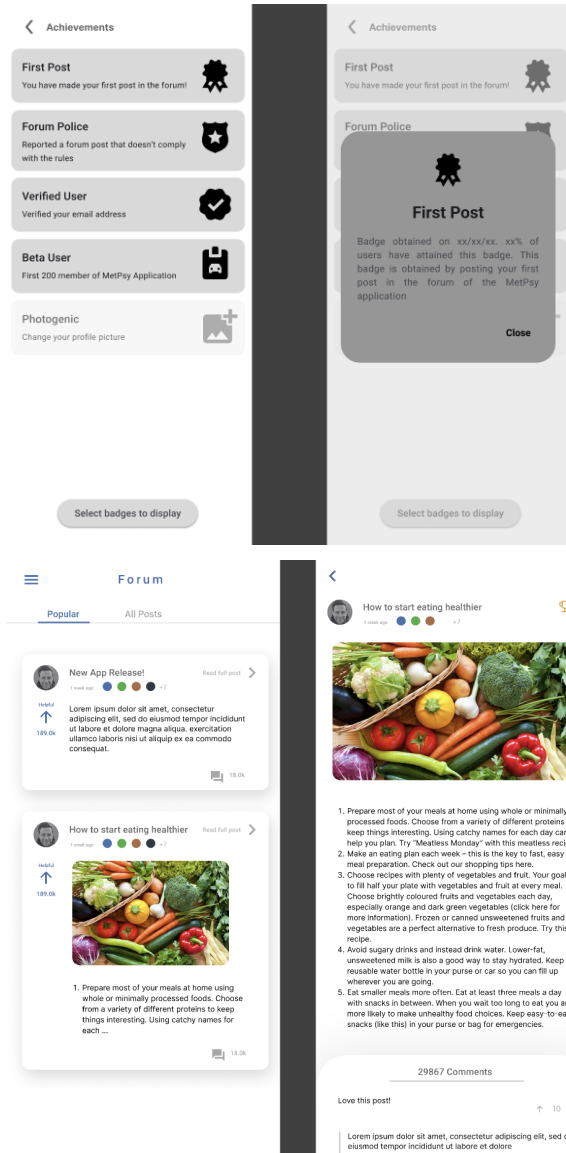 Achievements
First Post
You have made your first post in the forum!
Forum Police
Reported a forum post that doesn't comply
with the rules
Verified User
Verified your email address
Beta User
First 200 member of MetPsy Application
Photogenic
Change your profile picture
Select badges to display
Achievements
First Post
You have made your first post in the forum!
Forum Police
First Post
Badge obtained on xx/xx/xx. xx% of
users have attained this badge. This
badge is obtained by posting your first
post in the forum of the MetPsy
application
Close
Select badges to display
Forum
Popular
All Posts
New App Release!
Read full post
1 week ago
+7
Helpful
189.0k
Lorem ipsum dolor sit amet, consectetur
adipiscing elit, sed do eiusmod tempor incididunt
ut labore et dolore magna aliqua. exercitation
ullamco laboris nisi ut aliquip ex ea commodo
consequat.
18.0k
How to start eating healthier
Read full post
1 week ago
+7
Helpful
189.0k
1. Prepare most of your meals at home using
whole or minimally processed foods. Choose
from a variety of different proteins to keep
things interesting. Using catchy names for
each ...
18.0k
How to start eating healthier
1 week ago
+7
1. Prepare most of your meals at home using whole or minimally
processed foods. Choose from a variety of different proteins
keep things interesting. Using catchy names for each day can
help you plan. Try "Meatless Monday" with this meatless reci
2. Make an eating plan each week – this is the key to fast, easy
meal preparation. Check out our shopping tips here.
3. Choose recipes with plenty of vegetables and fruit. Your goal
to fill half your plate with vegetables and fruit at every meal.
Choose brightly coloured fruits and vegetables each day,
especially orange and dark green vegetables (click here for
more information). Frozen or canned unsweetened fruits and
vegetables are a perfect alternative to fresh produce. Try this
recipe.
4. Avoid sugary drinks and instead drink water. Lower-fat,
unsweetened milk is also a good way to stay hydrated. Keep
reusable water bottle in your purse or car so you can fill up
wherever you are going.
5. Eat smaller meals more often. Eat at least three meals a day
with snacks in between. When you wait too long to eat you a
more likely to make unhealthy food choices. Keep easy-to-ea
snacks (like this) in your purse or bag for emergencies.
29867 Comments
Love this post!
10
Lorem ipsum dolor sit amet, consectetur adipiscing elit, sed
eiusmod tempor incididunt ut labore et dolore